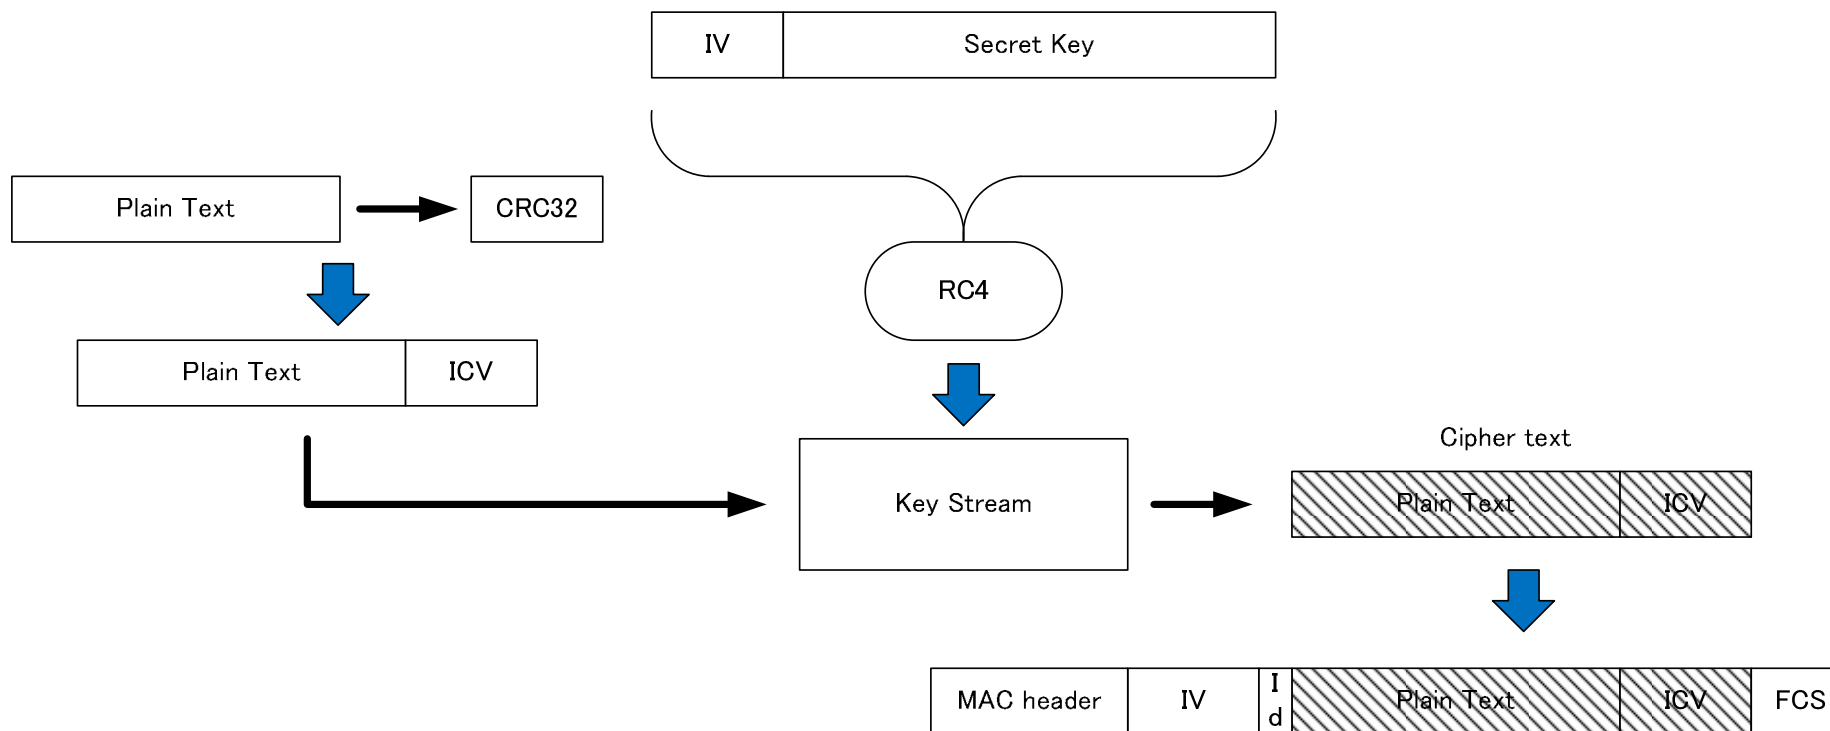 IV Secret Key
Plain Text CRC32
RC4
Plain Text ICV
Cipher text
Key Stream
Plain Text ICV
MAC header IV Id Plain Text ICV FCS